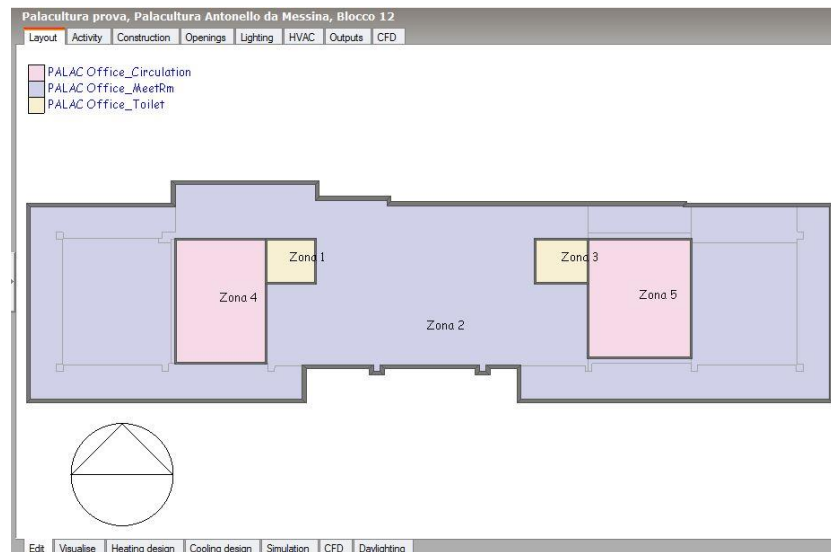 Palacultura prova, Palacultura Antonello da Messina, Blocco 12
Layout Activity Construction Openings Lighting HVAC Outputs CFD
PALAC Office_Circulation
PALAC Office_MeetRm
PALAC Office_Toilet
Zona 1 Zona 3
Zona 4 Zona 5
Zona 2
Edit Visualise Heating design Cooling design Simulation CFD Daylighting